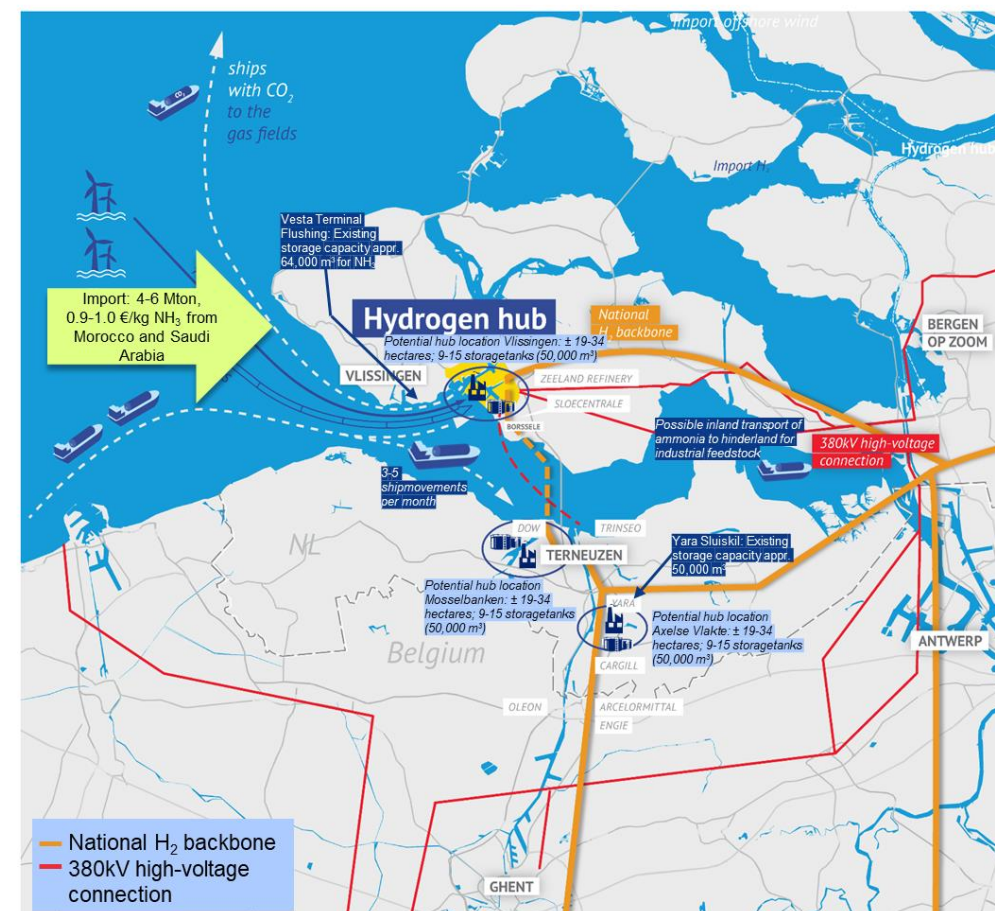 Import offshore wind
ships
with CO₂
to the
gas fields
CO₂
Hydrogen hub
Import H₂
Vesta Terminal
Flushing: Existing
storage capacity appr.
64,000 m³ for NH₃
Import: 4-6 Mton,
0.9-1.0 €/kg NH₃ from
Morocco and Saudi
Arabia
Hydrogen hub
National
H₂ backbone
Potential hub location Vlissingen: ± 19-34
hectares; 9-15 storagetanks (50,000 m³)
BERGEN
OP ZOOM
VLISSINGEN
ZEELAND REFINERY
SLOECENTRALE
BORSSELE
Possible inland transport of
ammonia to hinderland for
industrial feedstock
380kV high-voltage
connection
3-5
shipmovements
per month
NL
DOW
TRINSEO
TERNEUZEN
Yara Sluiskil: Existing
storage capacity appr.
50,000 m³
Potential hub location
Mosselbanken: ± 19-34
hectares; 9-15 storagetanks
(50,000 m³)
YARA
Potential hub location
Axelse Vlakte: ± 19-34
hectares; 9-15 storagetanks
(50,000 m³)
ANTWERP
Belgium
CARGILL
OLEON
ARCELORMITTAL
ENGIE
National H₂ backbone
380kV high-voltage
connection
GHENT